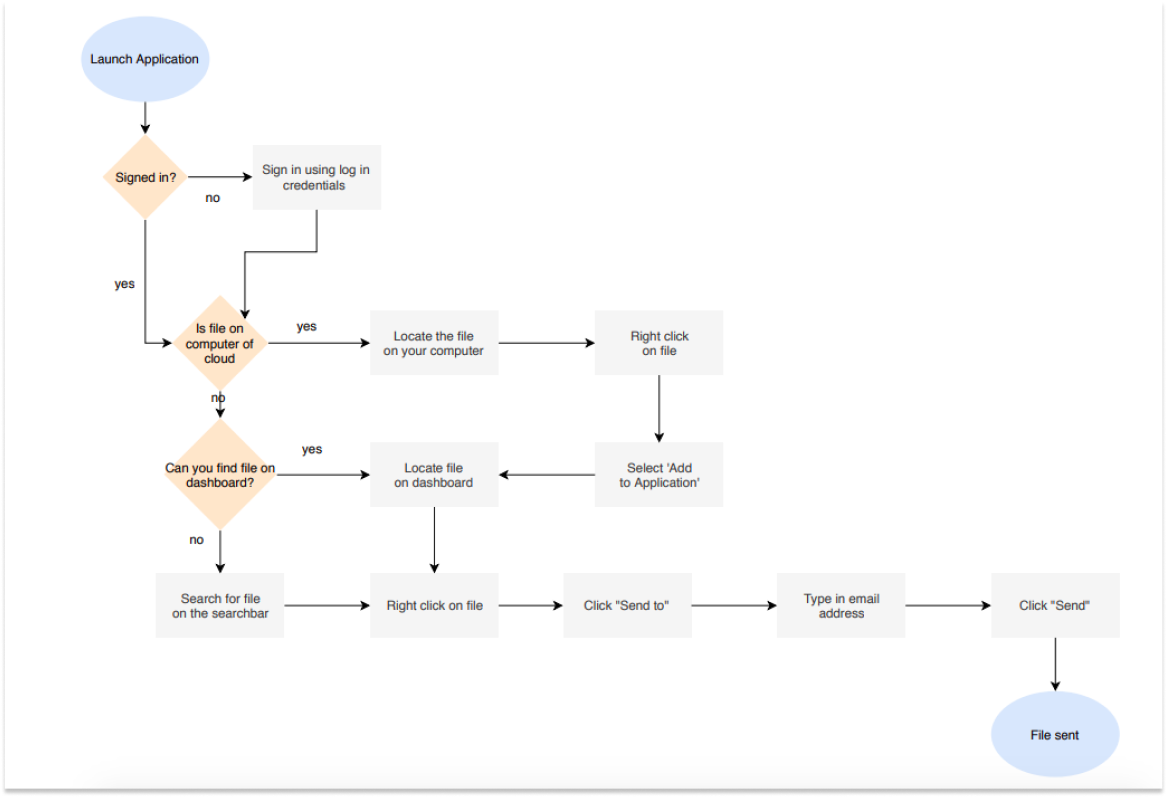 Launch Application
Signed in?
no
Sign in using log in
credentials
yes
Is file on
computer of
cloud
yes
Locate the file
on your computer
Right click
on file
no
Can you find file on
dashboard?
yes
Locate file
on dashboard
Select 'Add
to Application'
no
Search for file
on the searchbar
Right click on file
Click "Send to"
Type in email
address
Click "Send"
File sent